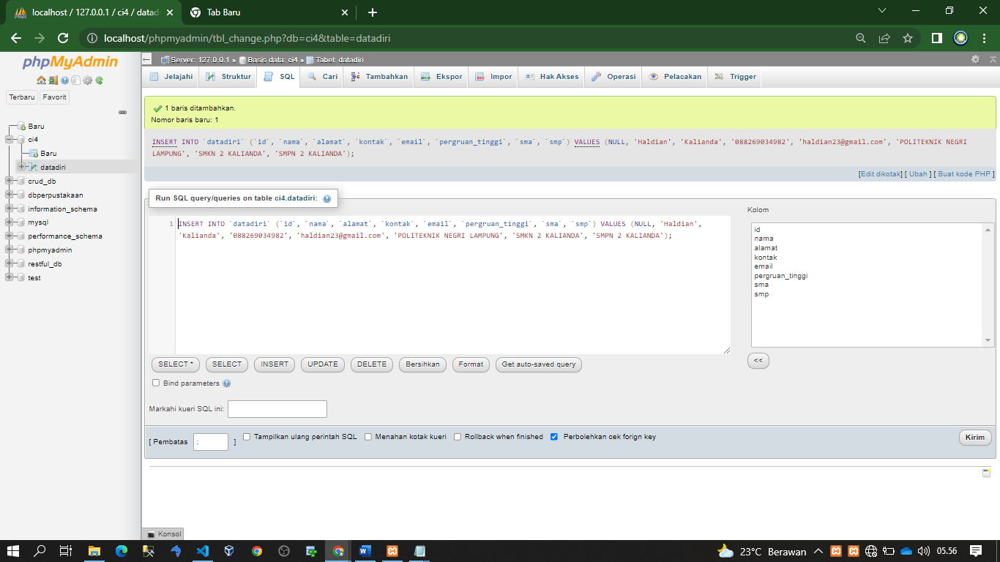 localhost / 127.0.0.1 / ci4 / datad
Tab Baru
localhost/phpmyadmin/tbl_change.php?db=ci4&table=datadiri
phpMyAdmin
Terbaru Favorit
Baru
ci4
Baru
datadiri
crud_db
dbperpustakaan
information_schema
mysql
performance_schema
phpmyadmin
restful_db
test
Server: 127.0.0.1 » Basis data: ci4 » Tabel: datadiri
Jelajahi Struktur SQL Cari Tambahkan Ekspor Impor Hak Akses Operasi Pelacakan Trigger
1 baris ditambahkan.
Nomor baris baru: 1
INSERT INTO `datadiri` (`id`, `nama`, `alamat`, `kontak`, `email`, `pergruan_tinggi`, `sma`, `smp`) VALUES (NULL, 'Haldian', 'Kalianda', '088269034982', 'haldian23@gmail.com', 'POLITEKNIK NEGRI
LAMPUNG', 'SMKN 2 KALIANDA', 'SMPN 2 KALIANDA');
[Edit dikotak] [ Ubah ] [ Buat kode PHP ]
Run SQL query/queries on table ci4.datadiri:
1 INSERT INTO `datadiri` (`id`, `nama`, `alamat`, `kontak`, `email`, `pergruan_tinggi`, `sma`, `smp`) VALUES (NULL, 'Haldian',
'Kalianda', '088269034982', 'haldian23@gmail.com', 'POLITEKNIK NEGRI LAMPUNG', 'SMKN 2 KALIANDA', 'SMPN 2 KALIANDA');
Kolom
id
nama
alamat
kontak
email
pergruan_tinggi
sma
smp
SELECT * SELECT INSERT UPDATE DELETE Bersihkan Format Get auto-saved query
<<
Bind parameters
Markahi kueri SQL ini:
[ Pembatas ; ] Tampilkan ulang perintah SQL Menahan kotak kueri Rollback when finished Perbolehkan cek forign key
Kirim
Konsol
23°C Berawan 05.56